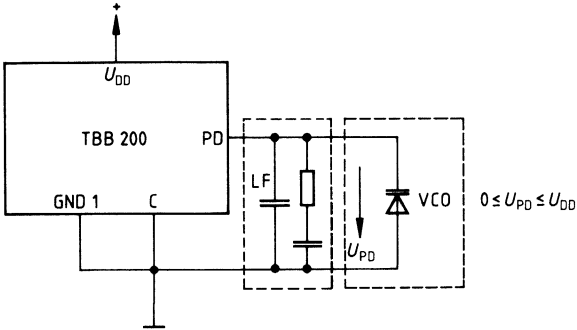 +
U_DD
TBB 200
PD
GND 1
C
LF
VCO
U_PD
0 ≤ U_PD ≤ U_DD